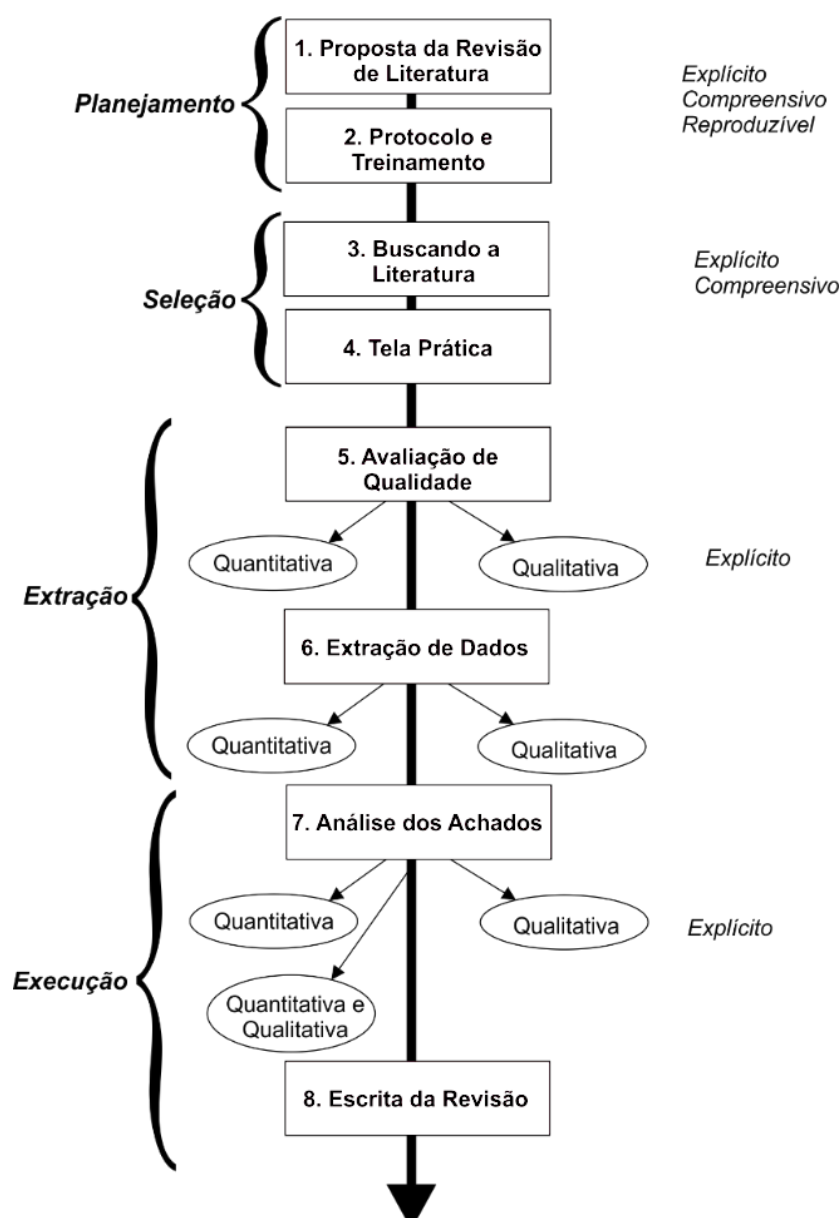 1. Proposta da Revisão
de Literatura
Planejamento
Explícito
Compreensivo
Reproduzível
2. Protocolo e
Treinamento
3. Buscando a
Literatura
Seleção
Explícito
Compreensivo
4. Tela Prática
5. Avaliação de
Qualidade
Quantitativa
Qualitativa
Explícito
Extração
6. Extração de Dados
Quantitativa
Qualitativa
7. Análise dos Achados
Quantitativa
Qualitativa
Explícito
Execução
Quantitativa e
Qualitativa
8. Escrita da Revisão